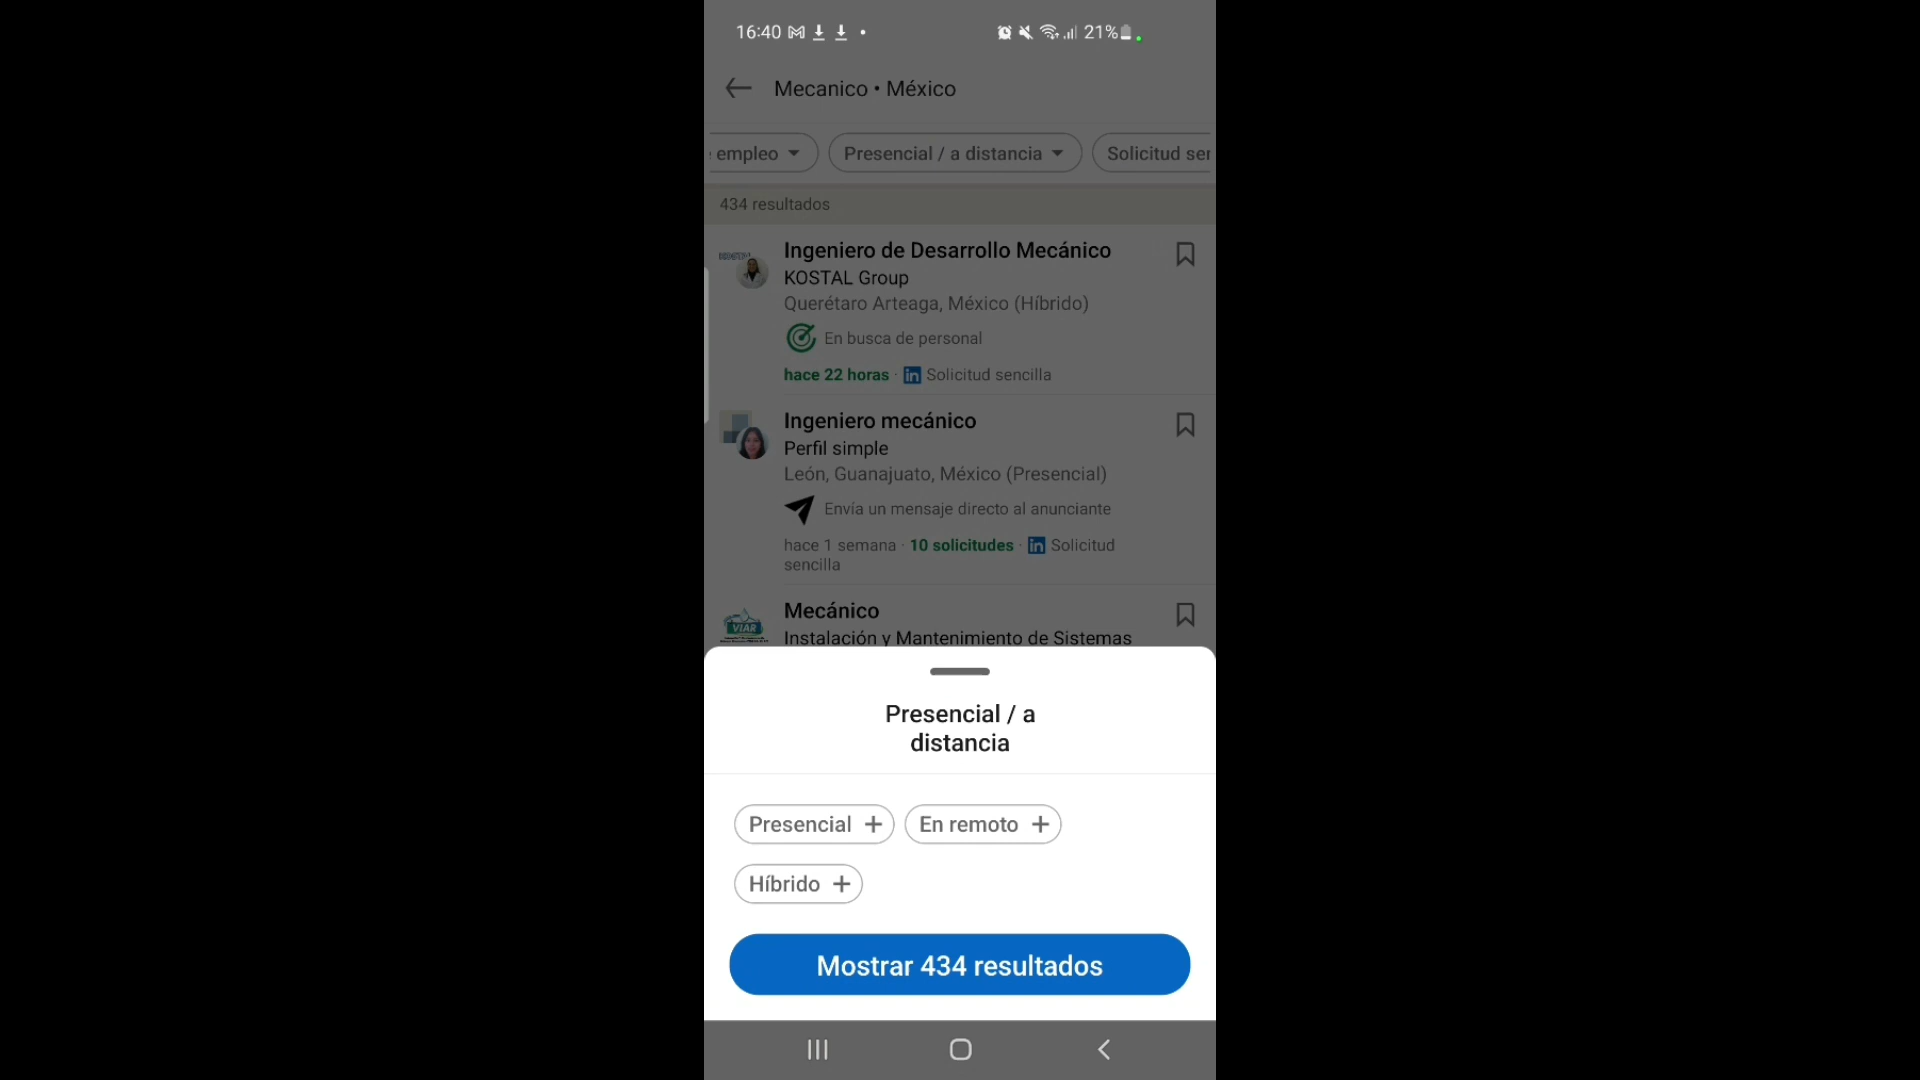 16:40
21%
Mecanico • México
empleo
Presencial / a distancia
Solicitud ser
434 resultados
Ingeniero de Desarrollo Mecánico
KOSTAL Group
Querétaro Arteaga, México (Híbrido)
En busca de personal
hace 22 horas · in Solicitud sencilla
Ingeniero mecánico
Perfil simple
León, Guanajuato, México (Presencial)
Envía un mensaje directo al anunciante
hace 1 semana · 10 solicitudes · in Solicitud
sencilla
VIAR
Mecánico
Instalación y Mantenimiento de Sistemas
Presencial / a
distancia
Presencial +
En remoto +
Híbrido +
Mostrar 434 resultados